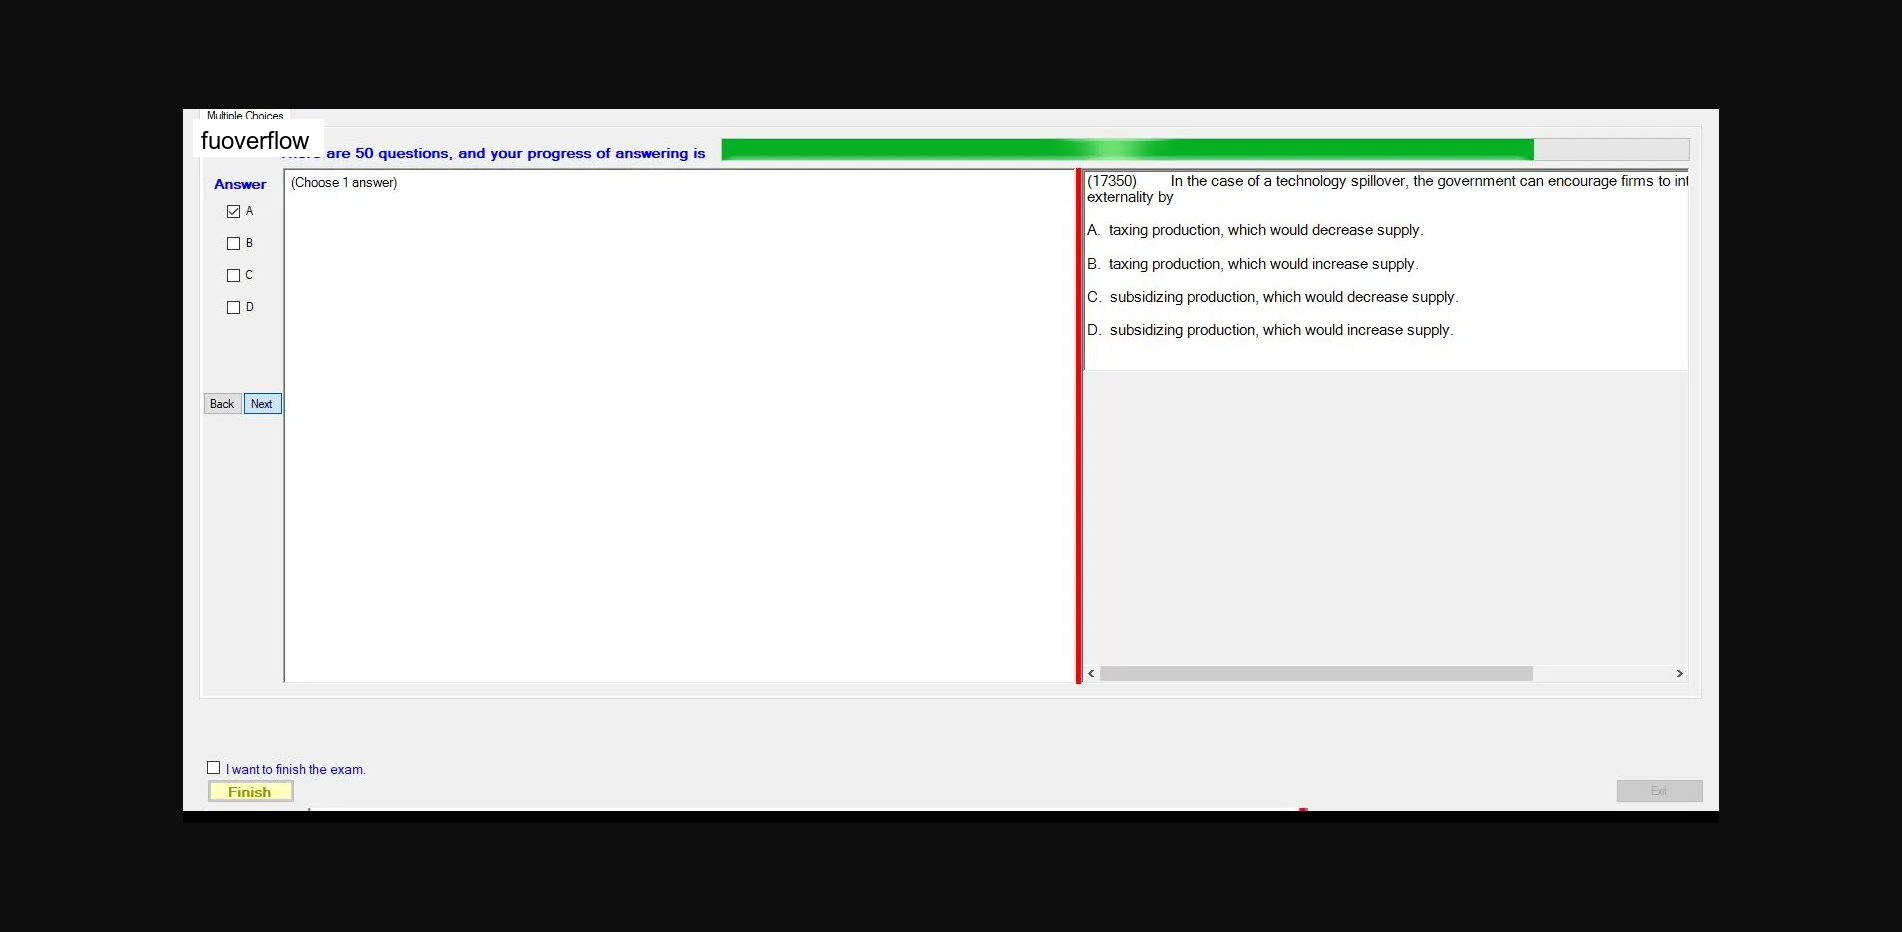 Multiple Choices
fuoverflow
are 50 questions, and your progress of answering is
Answer
(Choose 1 answer)
A
B
C
D
Back Next
(17350) In the case of a technology spillover, the government can encourage firms to
externality by
A. taxing production, which would decrease supply.
B. taxing production, which would increase supply.
C. subsidizing production, which would decrease supply.
D. subsidizing production, which would increase supply.
I want to finish the exam.
Finish
Exit